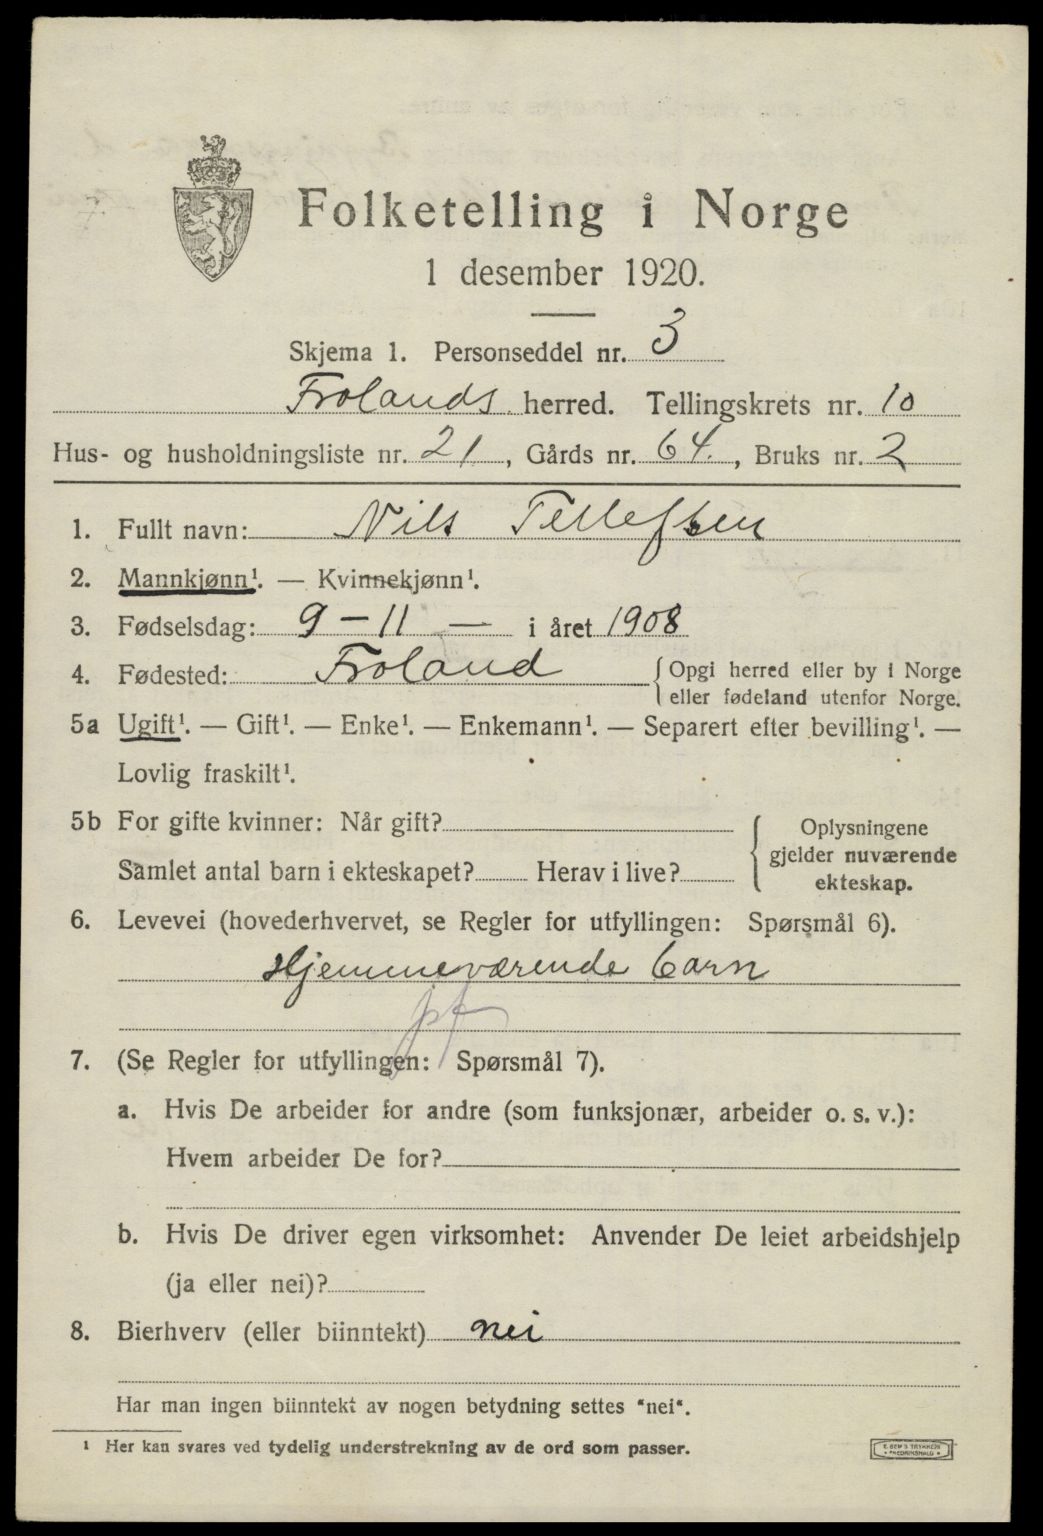 Folketelling i Norge
1 desember 1920.
Skjema 1. Personseddel nr. 3
Frolands herred. Tellingskrets nr. 10
Hus- og husholdningsliste nr. 21, Gårds nr. 64., Bruks nr. 2
1. Fullt navn: Nils Tellefsen
2. Mannkjønn¹. — Kvinnekjønn¹.
3. Fødselsdag: 9 – 11 — i året 1908
4. Fødested: Froland { Opgi herred eller by i Norge
eller fødeland utenfor Norge.
5a Ugift¹. — Gift¹. — Enke¹. — Enkemann¹. — Separert efter bevilling¹. —
Lovlig fraskilt¹.
5b For gifte kvinner: Når gift?
Samlet antal barn i ekteskapet? Herav i live?
Oplysningene
gjelder nuværende
ekteskap.
6. Levevei (hovederhvervet, se Regler for utfyllingen: Spørsmål 6).
Hjemmeværende barn
pf
7. (Se Regler for utfyllingen: Spørsmål 7).
a. Hvis De arbeider for andre (som funksjonær, arbeider o. s. v.):
Hvem arbeider De for?
b. Hvis De driver egen virksomhet: Anvender De leiet arbeidshjelp
(ja eller nei)?
8. Bierhverv (eller biinntekt) nei
Har man ingen biinntekt av nogen betydning settes "nei".
¹ Her kan svares ved tydelig understrekning av de ord som passer.
E. SEM'S TRYKKERI
FREDRIKSHALD